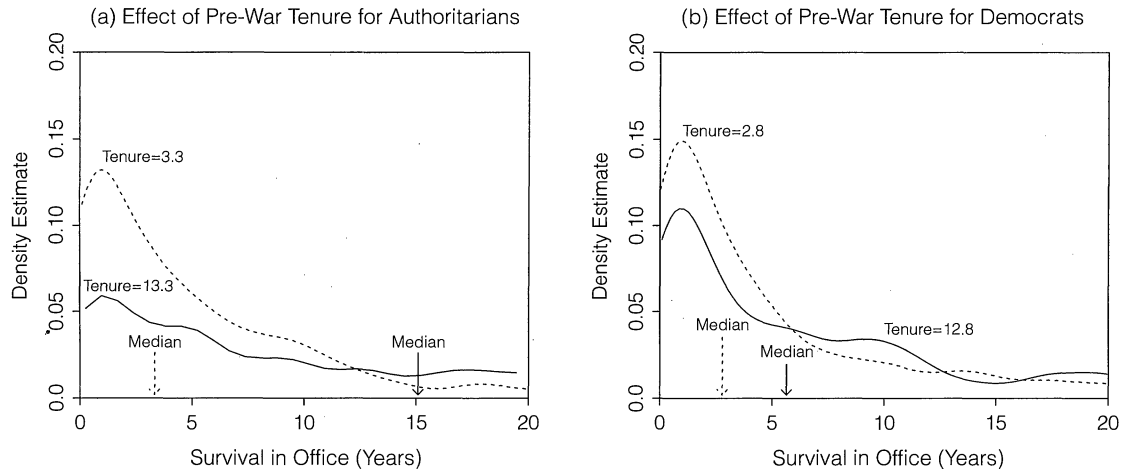 (a) Effect of Pre-War Tenure for Authoritarians
0.20
0.15
0.10
0.05
0.0
Density Estimate
Tenure=3.3
Tenure=13.3
Median
Median
0 5 10 15 20
Survival in Office (Years)
(b) Effect of Pre-War Tenure for Democrats
0.20
0.15
0.10
0.05
0.0
Density Estimate
Tenure=2.8
Tenure=12.8
Median
Median
0 5 10 15 20
Survival in Office (Years)